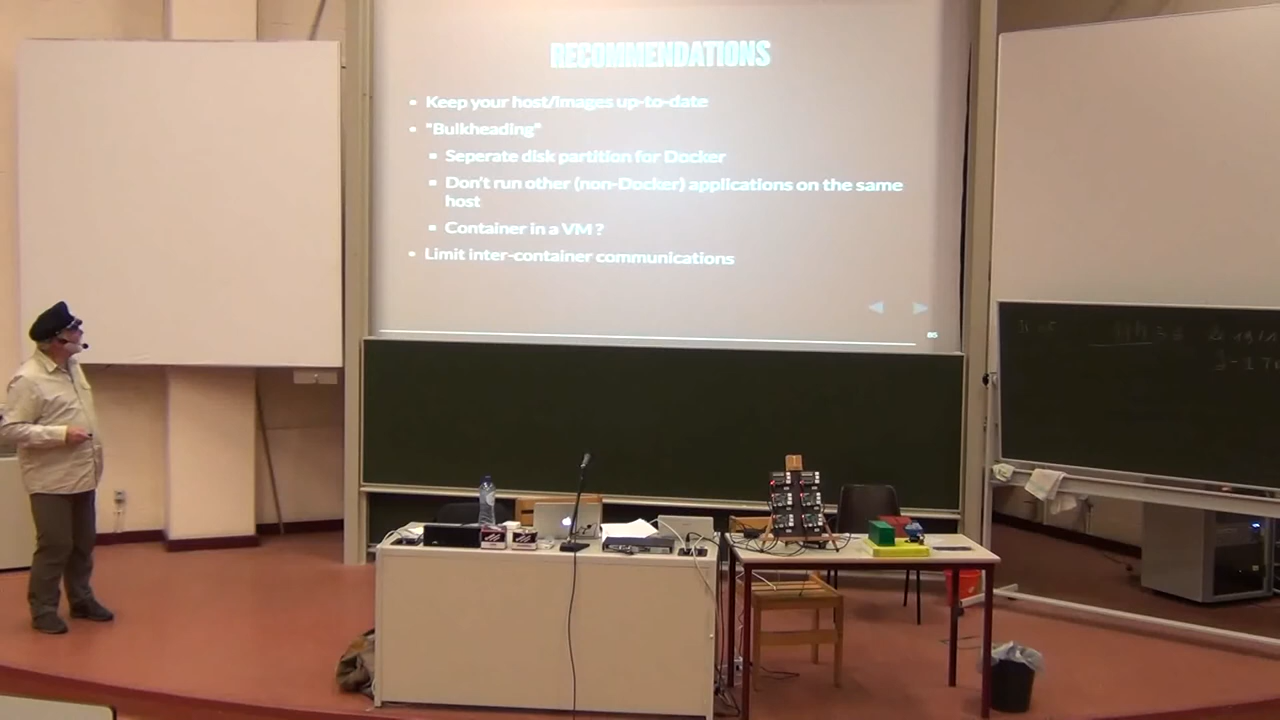 RECOMMENDATIONS
Keep your host/images up-to-date
"Bulkheading"
Seperate disk partition for Docker
Don't run other (non-Docker) applications on the same
host
Container in a VM ?
Limit inter-container communications
86